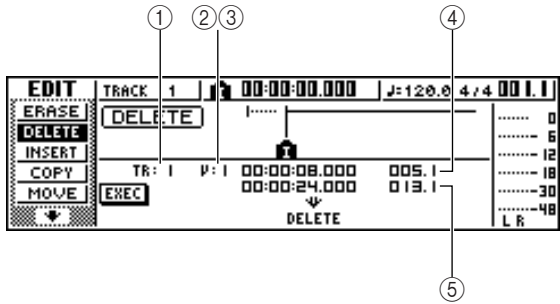 ① ② ③ ④
EDIT TRACK 1 00:00:00.000 ♩=120.0 4/4 001.1
ERASE DELETE 0
DELETE 6
INSERT 12
TR: 1 V: 1 00:00:08.000 005.1
COPY 18
00:00:24.000 013.1
MOVE EXEC 30
DELETE 48
L R
⑤